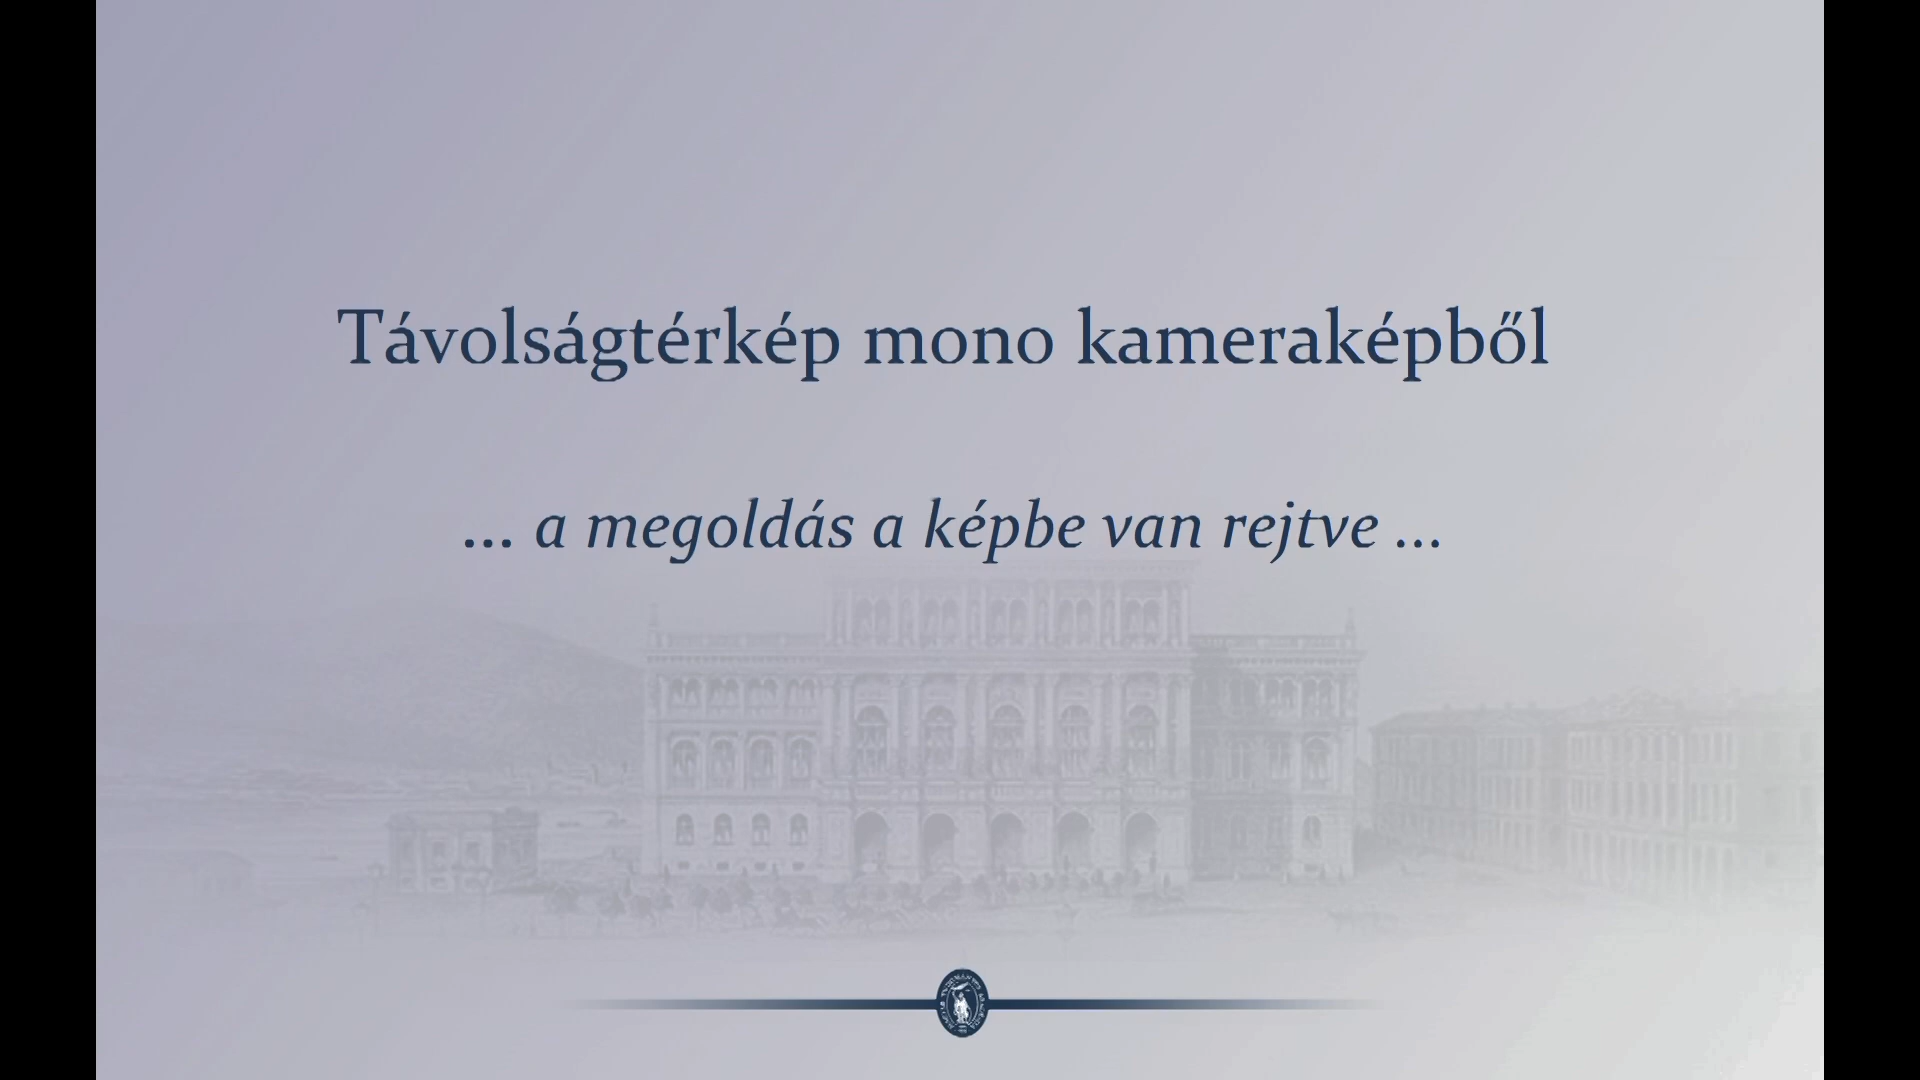 Távolságtérkép mono kameraképből
... a megoldás a képbe van rejtve ...